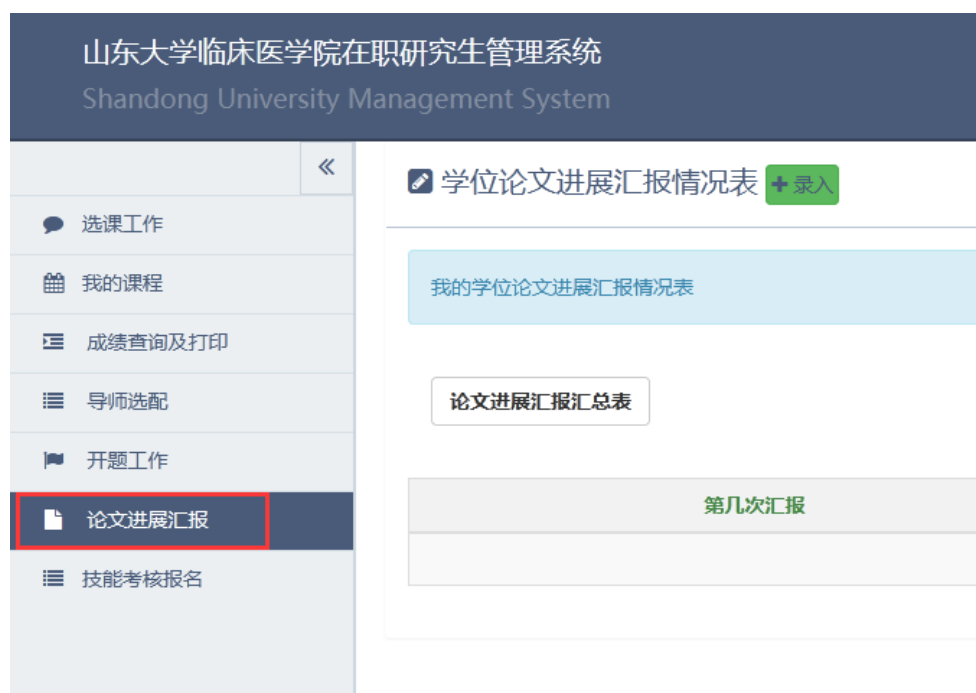 山东大学临床医学院在职研究生管理系统
Shandong University Management System
学位论文进展汇报情况表 +录入
选课工作
我的课程
我的学位论文进展汇报情况表
成绩查询及打印
导师选配
论文进展汇报汇总表
开题工作
论文进展汇报
第几次汇报
技能考核报名